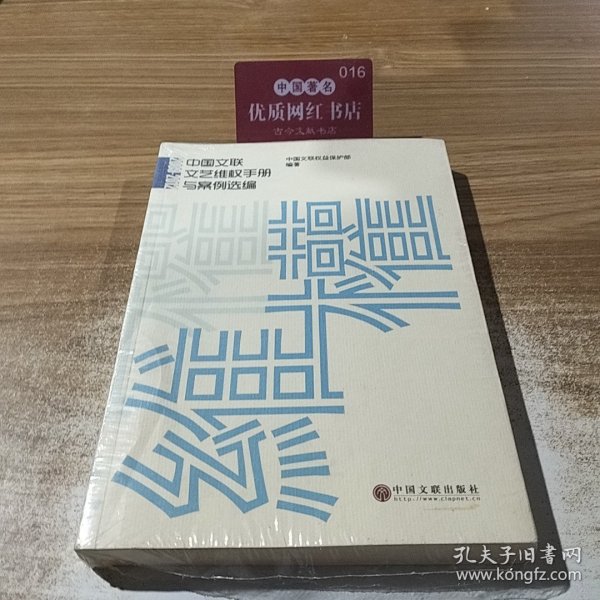 016
中国著名
优质网红书店
古今文献书店
中国文联
文艺维权手册
与案例选编
中国文联权益保护部
编著
維權
中国文联出版社
http://www.clapnet.cn
孔夫子旧书网
www.kongfz.com